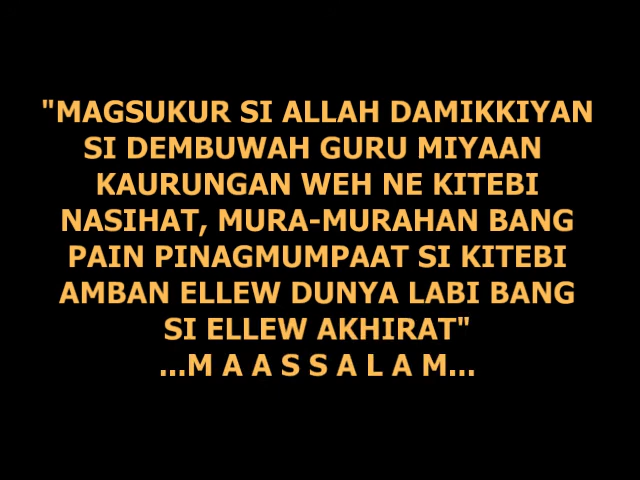 "MAGSUKUR SI ALLAH DAMIKKIYAN
SI DEMBUWAH GURU MIYAAN
KAURUNGAN WEH NE KITEBI
NASIHAT, MURA-MURAHAN BANG
PAIN PINAGMUMPAAT SI KITEBI
AMBAN ELLEW DUNYA LABI BANG
SI ELLEW AKHIRAT"
...M A A S S A L A M...